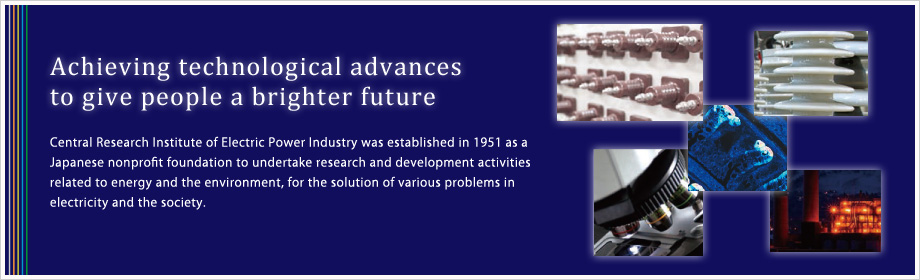 Achieving technological advances
to give people a brighter future
Central Research Institute of Electric Power Industry was established in 1951 as a
Japanese nonprofit foundation to undertake research and development activities
related to energy and the environment, for the solution of various problems in
electricity and the society.